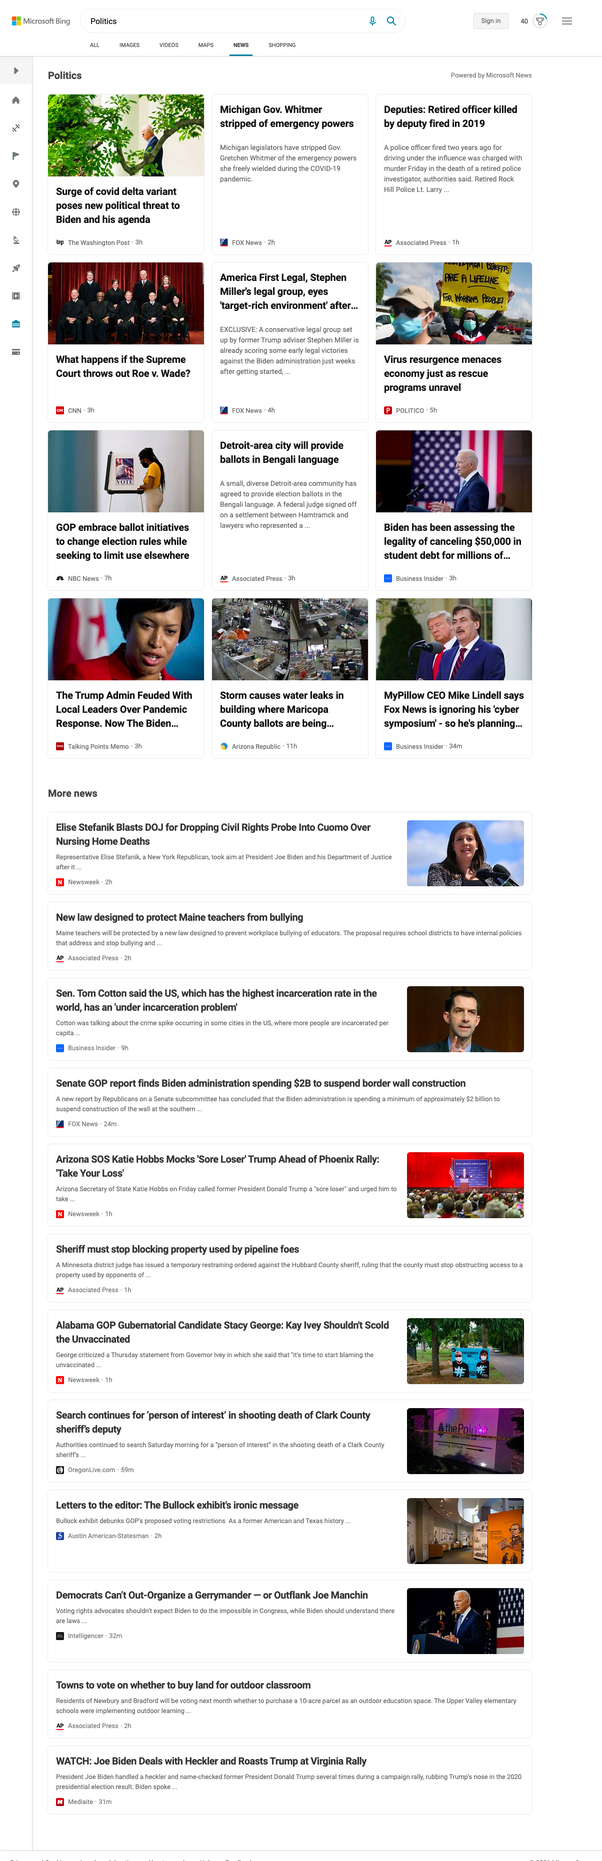 Microsoft Bing
Politics
Sign in
40
ALL
IMAGES
VIDEOS
MAPS
NEWS
SHOPPING
Politics
Powered by Microsoft News
Surge of covid delta variant
poses new political threat to
Biden and his agenda
The Washington Post · 3h
Michigan Gov. Whitmer
stripped of emergency powers
Michigan legislators have stripped Gov.
Gretchen Whitmer of the emergency powers
she freely wielded during the COVID-19
pandemic.
FOX News · 2h
Deputies: Retired officer killed
by deputy fired in 2019
A police officer fired two years ago for
driving under the influence was charged with
murder Friday in the death of a retired police
investigator, authorities said. Retired Rock
Hill Police Lt. Larry ...
AP Associated Press · 1h
What happens if the Supreme
Court throws out Roe v. Wade?
CNN · 3h
America First Legal, Stephen
Miller's legal group, eyes
'target-rich environment' after...
EXCLUSIVE: A conservative legal group set
up by former Trump adviser Stephen Miller is
already scoring some early legal victories
against the Biden administration just weeks
after getting started, ...
FOX News · 4h
ARE A LIFELINE
FOR WORKING PEOPLE!
Virus resurgence menaces
economy just as rescue
programs unravel
POLITICO · 5h
VOTE
GOP embrace ballot initiatives
to change election rules while
seeking to limit use elsewhere
NBC News · 7h
Detroit-area city will provide
ballots in Bengali language
A small, diverse Detroit-area community has
agreed to provide election ballots in the
Bengali language. A federal judge signed off
on a settlement between Hamtramck and
lawyers who represented a ...
AP Associated Press · 3h
Biden has been assessing the
legality of canceling $50,000 in
student debt for millions of...
Business Insider · 3h
The Trump Admin Feuded With
Local Leaders Over Pandemic
Response. Now The Biden...
Talking Points Memo · 3h
Storm causes water leaks in
building where Maricopa
County ballots are being...
Arizona Republic · 11h
MyPillow CEO Mike Lindell says
Fox News is ignoring his 'cyber
symposium' - so he's planning...
Business Insider · 34m
More news
Elise Stefanik Blasts DOJ for Dropping Civil Rights Probe Into Cuomo Over
Nursing Home Deaths
Representative Elise Stefanik, a New York Republican, took aim at President Joe Biden and his Department of Justice
after it ...
Newsweek · 2h
New law designed to protect Maine teachers from bullying
Maine teachers will be protected by a new law designed to prevent workplace bullying of educators. The proposal requires school districts to have internal policies
that address and stop bullying and ...
AP Associated Press · 2h
Sen. Tom Cotton said the US, which has the highest incarceration rate in the
world, has an 'under incarceration problem'
Cotton was talking about the crime spike occurring in some cities in the US, where more people are incarcerated per
capita ...
Business Insider · 9h
Senate GOP report finds Biden administration spending $2B to suspend border wall construction
A new report by Republicans on a Senate subcommittee has concluded that the Biden administration is spending a minimum of approximately $2 billion to
suspend construction of the wall at the southern ...
FOX News · 24m
Arizona SOS Katie Hobbs Mocks 'Sore Loser' Trump Ahead of Phoenix Rally:
'Take Your Loss'
Arizona Secretary of State Katie Hobbs on Friday called former President Donald Trump a "sore loser" and urged him to
take ...
Newsweek · 1h
Sheriff must stop blocking property used by pipeline foes
A Minnesota district judge has issued a temporary restraining ordered against the Hubbard County sheriff, ruling that the county must stop obstructing access to a
property used by opponents of ...
AP Associated Press · 1h
Alabama GOP Gubernatorial Candidate Stacy George: Kay Ivey Shouldn't Scold
the Unvaccinated
George criticized a Thursday statement from Governor Ivey in which she said that "it's time to start blaming the
unvaccinated ...
Newsweek · 1h
Search continues for ‘person of interest’ in shooting death of Clark County
sheriff’s deputy
Authorities continued to search Saturday morning for a “person of interest” in the shooting death of a Clark County
sheriff's ...
OregonLive.com · 59m
thePointe
Letters to the editor: The Bullock exhibit's ironic message
Bullock exhibit debunks GOP's proposed voting restrictions As a former American and Texas history ...
Austin American-Statesman · 2h
Democrats Can’t Out-Organize a Gerrymander — or Outflank Joe Manchin
Voting rights advocates shouldn’t expect Biden to do the impossible in Congress, while Biden should understand there
are laws ...
Intelligencer · 32m
Towns to vote on whether to buy land for outdoor classroom
Residents of Newbury and Bradford will be voting next month whether to purchase a 10-acre parcel as an outdoor education space. The Upper Valley elementary
schools were implementing outdoor learning ...
AP Associated Press · 2h
WATCH: Joe Biden Deals with Heckler and Roasts Trump at Virginia Rally
President Joe Biden handled a heckler and name-checked former President Donald Trump several times during a campaign rally, rubbing Trump’s nose in the 2020
presidential election result. Biden spoke ...
Mediaite · 31m